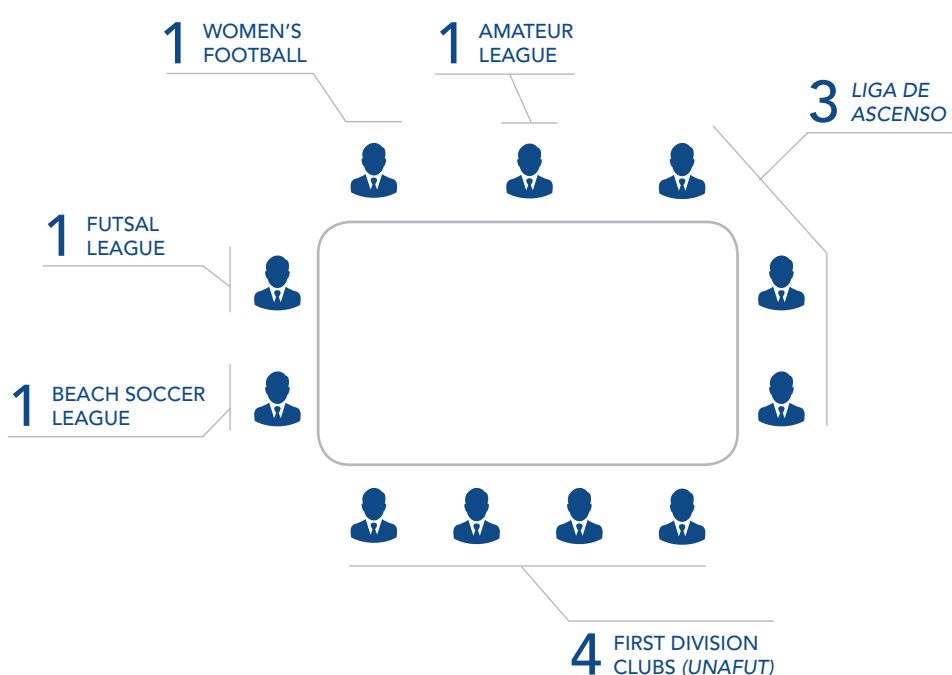 1 WOMEN'S
FOOTBALL
1 AMATEUR
LEAGUE
3 LIGA DE
ASCENSO
1 FUTSAL
LEAGUE
1 BEACH SOCCER
LEAGUE
4 FIRST DIVISION
CLUBS (UNAFUT)